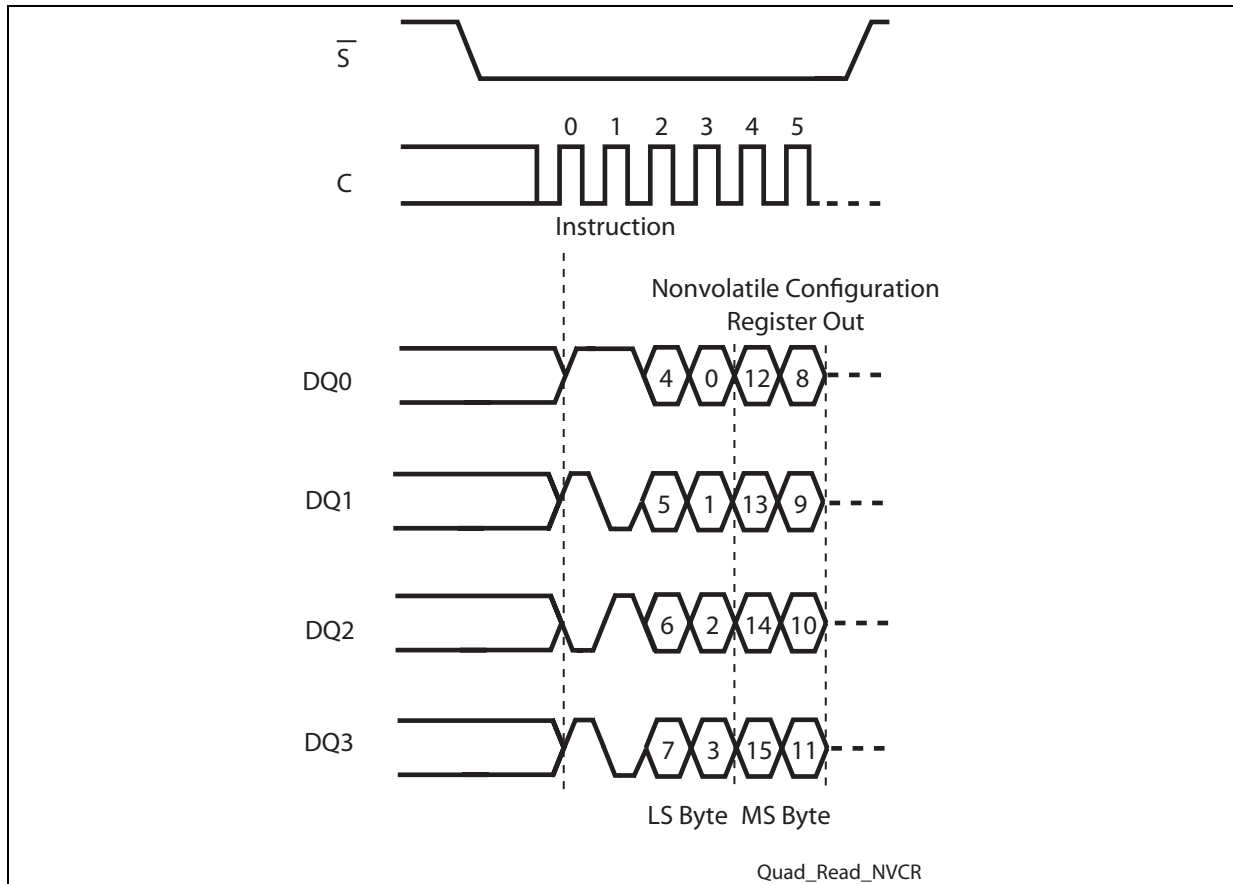 S
0 1 2 3 4 5
C
Instruction
Nonvolatile Configuration
Register Out
DQ0 4 0 12 8
DQ1 5 1 13 9
DQ2 6 2 14 10
DQ3 7 3 15 11
LS Byte MS Byte
Quad_Read_NVCR